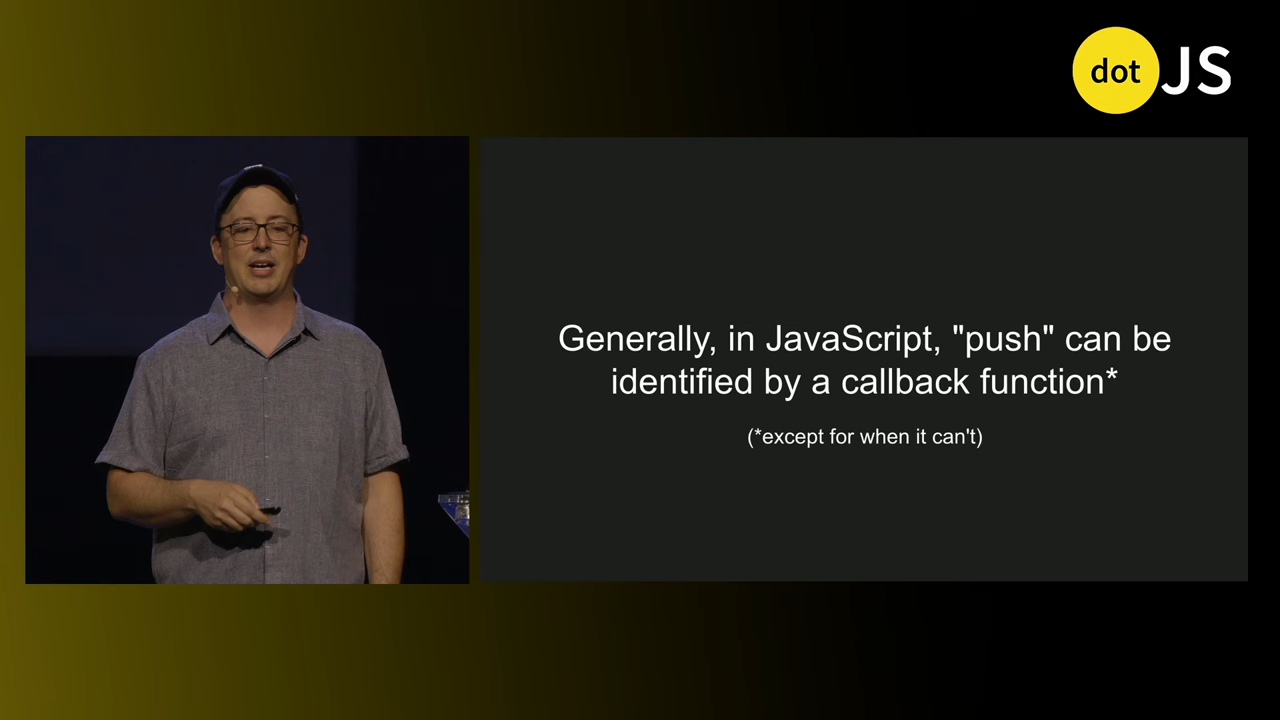 dot JS
Generally, in JavaScript, "push" can be
identified by a callback function*
(*except for when it can't)